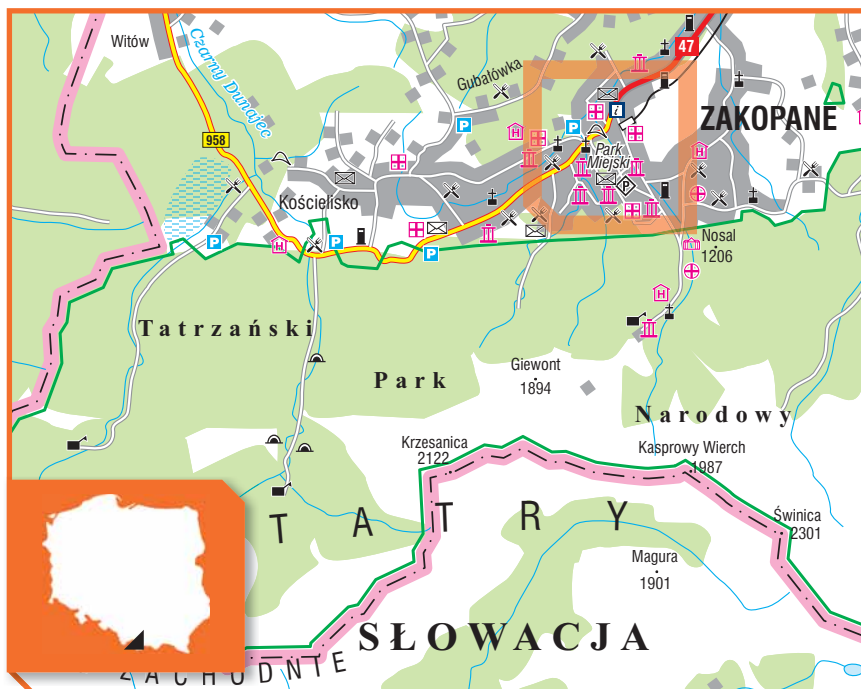 Witów
Czarny Dunajec
958
Gubałówka
47
ZAKOPANE
i
P
P
Park
Miejski
P
H
H
Kościelisko
H
P
P
P
Nosal
1206
H
Tatrzański
Park
Narodowy
Giewont
1894
Krzesanica
2122
Kasprowy Wierch
1987
Świnica
2301
TATRY
Magura
1901
SŁOWACJA
ZACHODNIE